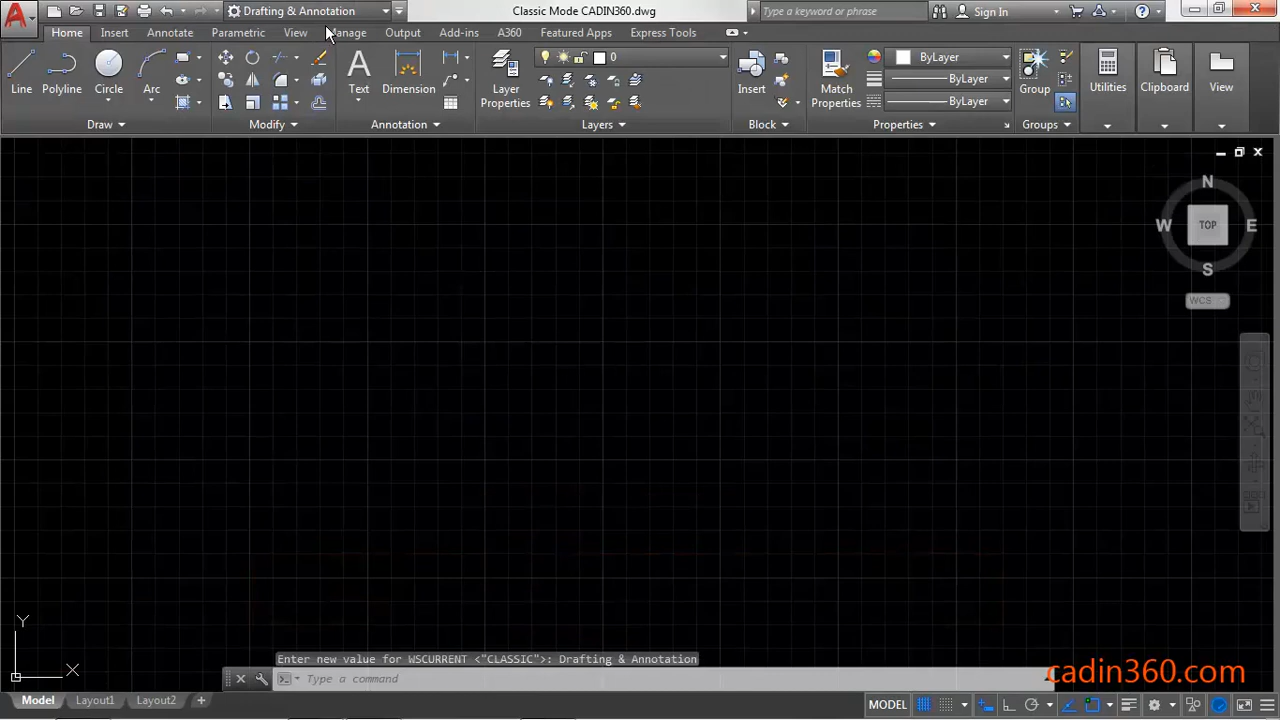 Drafting & Annotation
Classic Mode CADIN360.dwg
Type a keyword or phrase
Sign In
Home Insert Annotate Parametric View Manage Output Add-ins A360 Featured Apps Express Tools
Line Polyline Circle Arc
Draw
Modify
Text Dimension
Annotation
Layer
Properties
0
Layers
Insert
Block
Match
Properties
ByLayer
ByLayer
ByLayer
Properties
Group
Groups
Utilities
Clipboard
View
N
W TOP E
S
WCS
Y
X
Enter new value for WSCURRENT <"CLASSIC">: Drafting & Annotation
Type a command
cadin360.com
Model Layout1 Layout2 +
MODEL